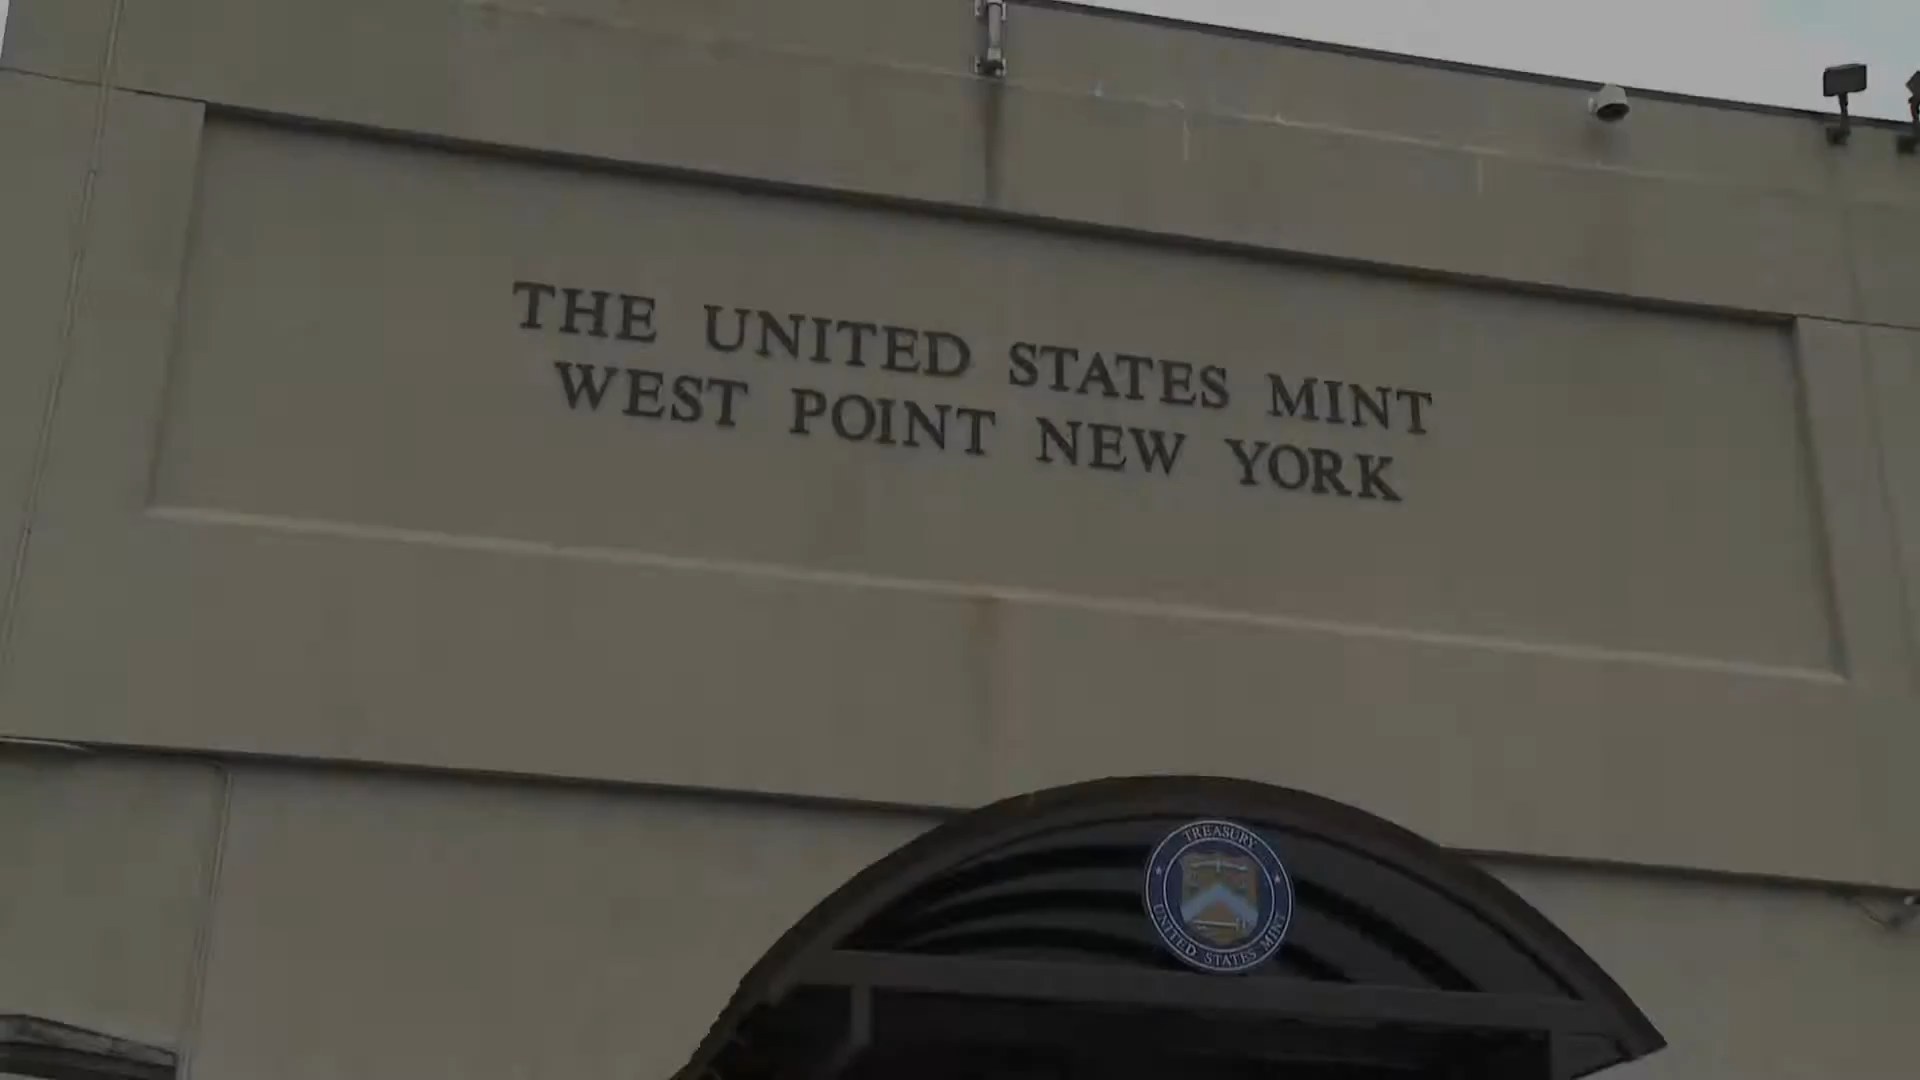 THE UNITED STATES MINT
WEST POINT NEW YORK
TREASURY
UNITED STATES MINT